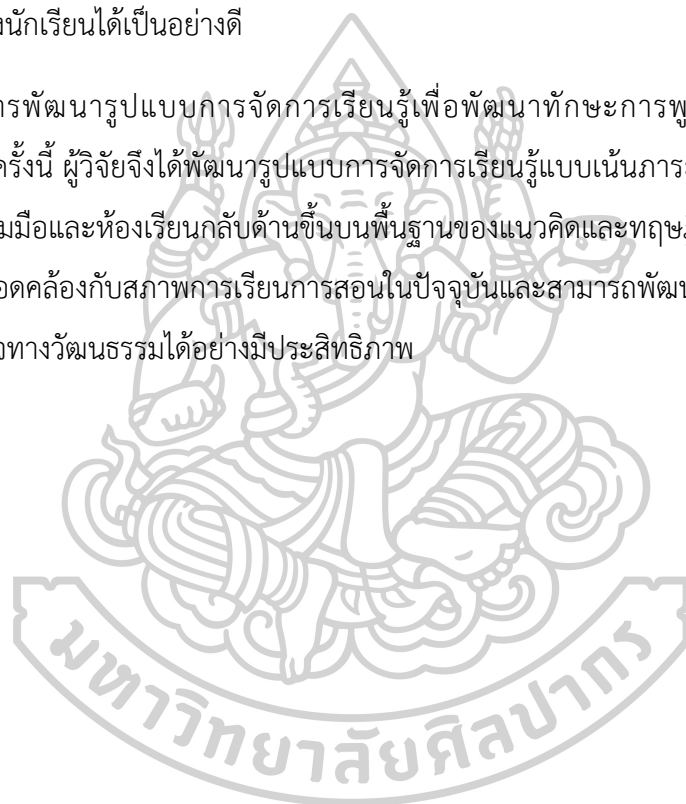 งนักเรียนได้เป็นอย่างดี
ารพัฒนารูปแบบการจัดการเรียนรู้เพื่อพัฒนาทักษะการพู
ครั้งนี้ ผู้วิจัยจึงได้พัฒนารูปแบบการจัดการเรียนรู้แบบเน้นภาระ
มมือและห้องเรียนกลับด้านขึ้นบนพื้นฐานของแนวคิดและทฤษ
อดคล้องกับสภาพการเรียนการสอนในปัจจุบันและสามารถพัฒ
จทางวัฒนธรรมได้อย่างมีประสิทธิภาพ
มหาวิทยาลัยศิลปากร